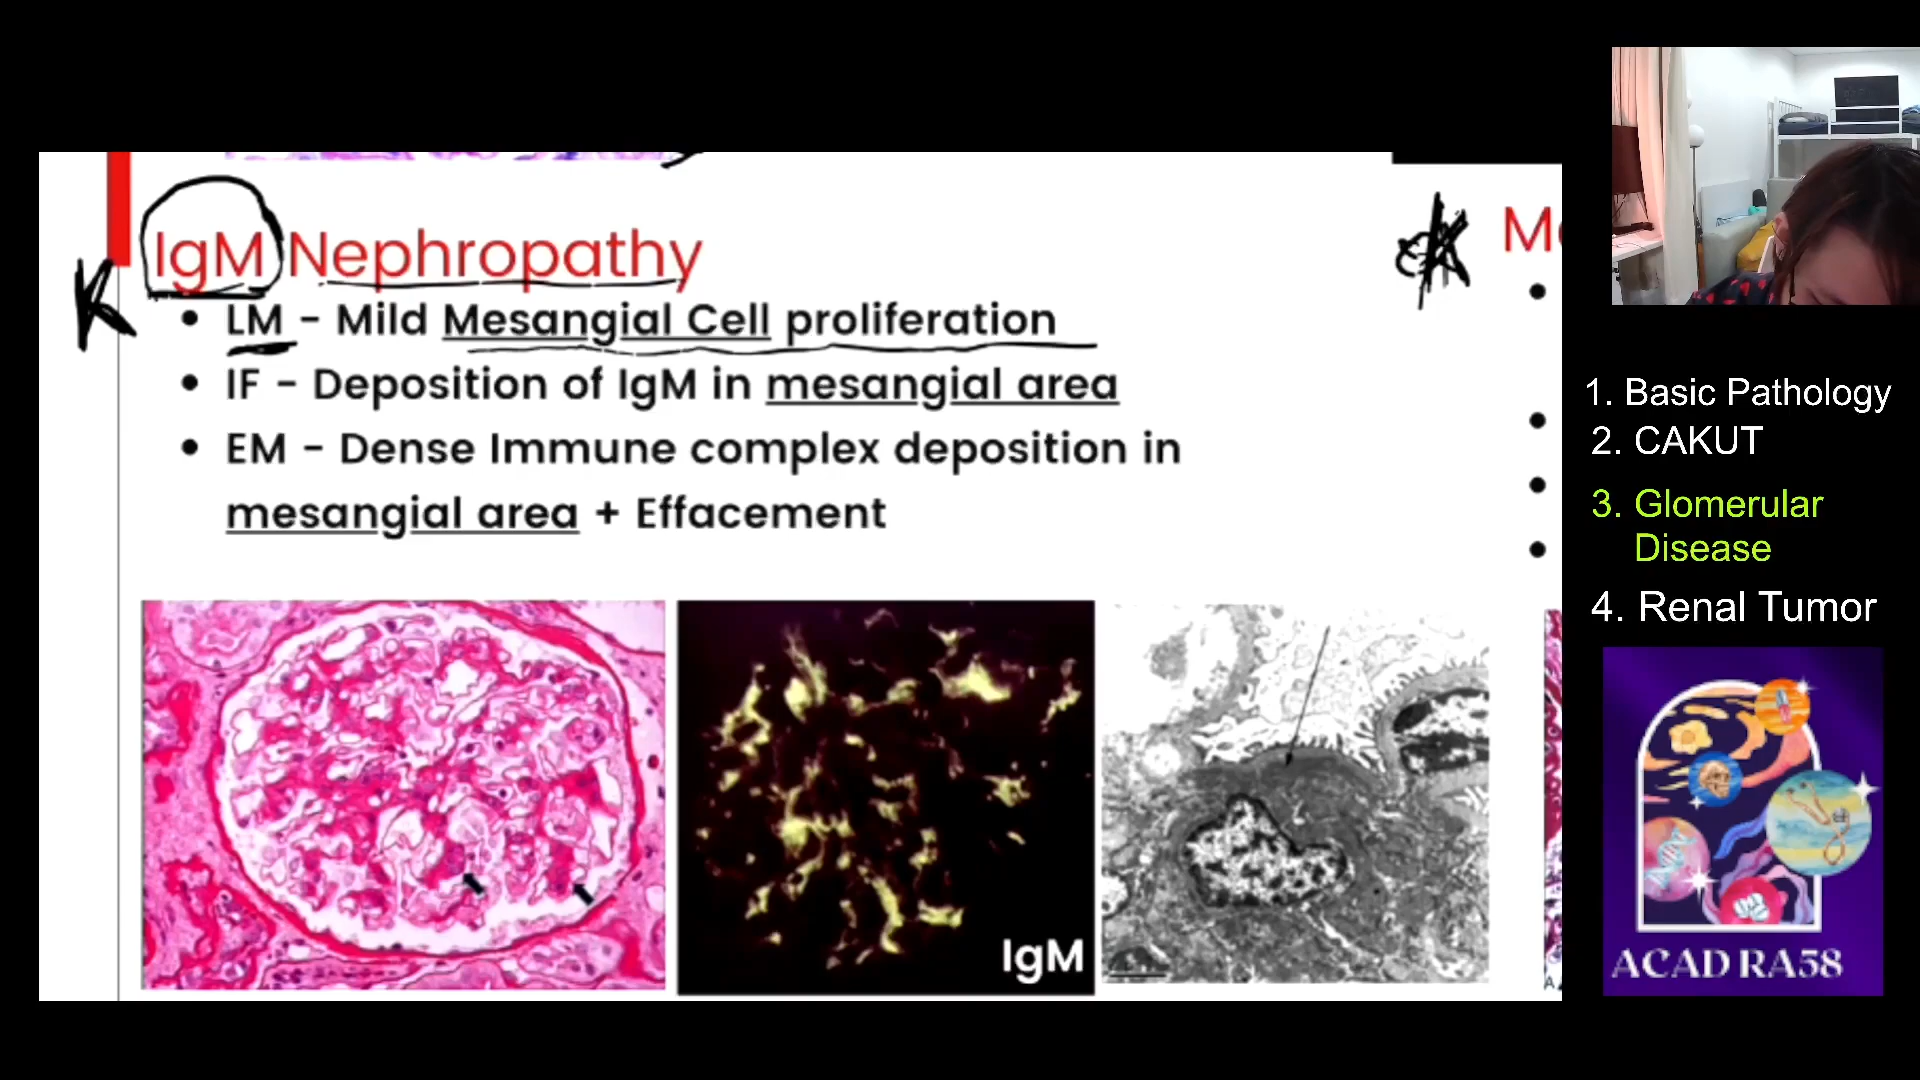 IgM Nephropathy
• LM - Mild Mesangial Cell proliferation
• IF - Deposition of IgM in mesangial area
• EM - Dense Immune complex deposition in
mesangial area + Effacement
IgM
1. Basic Pathology
2. CAKUT
3. Glomerular
Disease
4. Renal Tumor
ACAD RA58